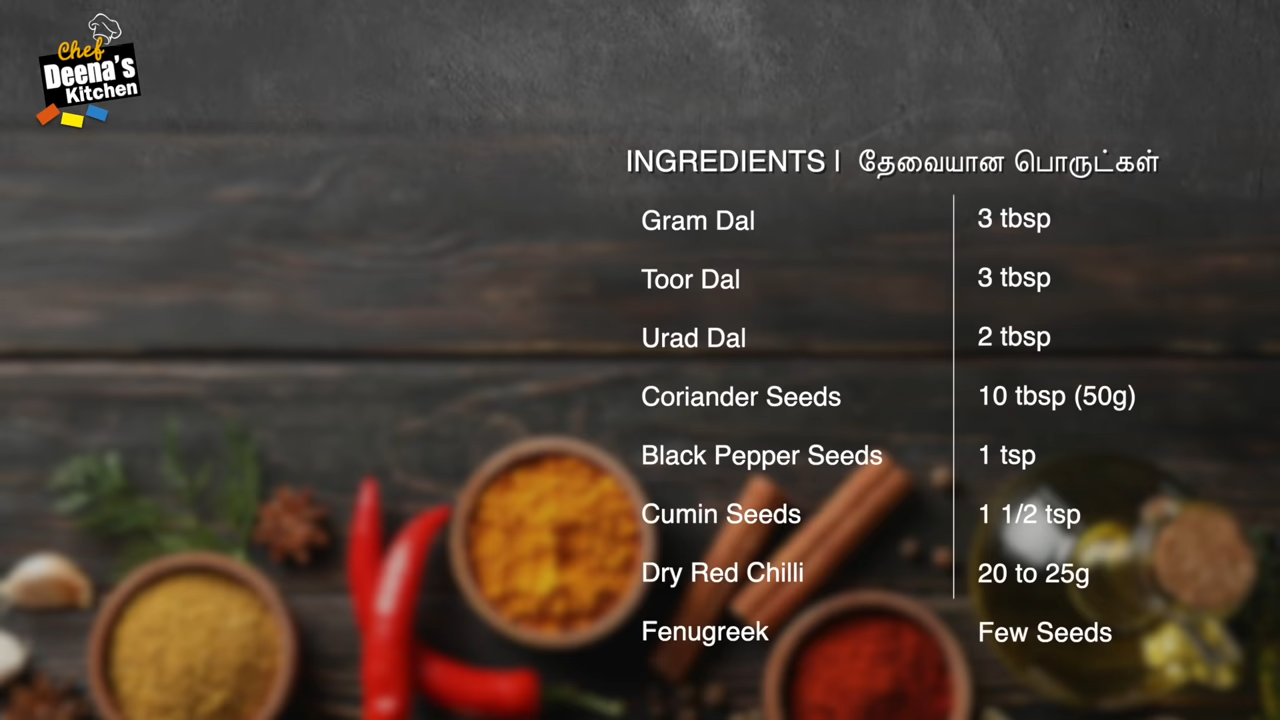 Chef
Deena's
Kitchen
INGREDIENTS | தேவையான பொருட்கள்
Gram Dal 3 tbsp
Toor Dal 3 tbsp
Urad Dal 2 tbsp
Coriander Seeds 10 tbsp (50g)
Black Pepper Seeds 1 tsp
Cumin Seeds 1 1/2 tsp
Dry Red Chilli 20 to 25g
Fenugreek Few Seeds